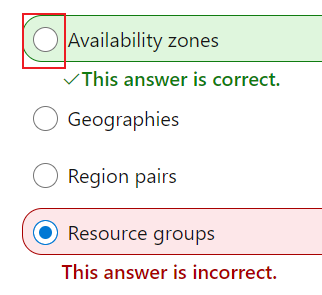 Availability zones
This answer is correct.
Geographies
Region pairs
Resource groups
This answer is incorrect.